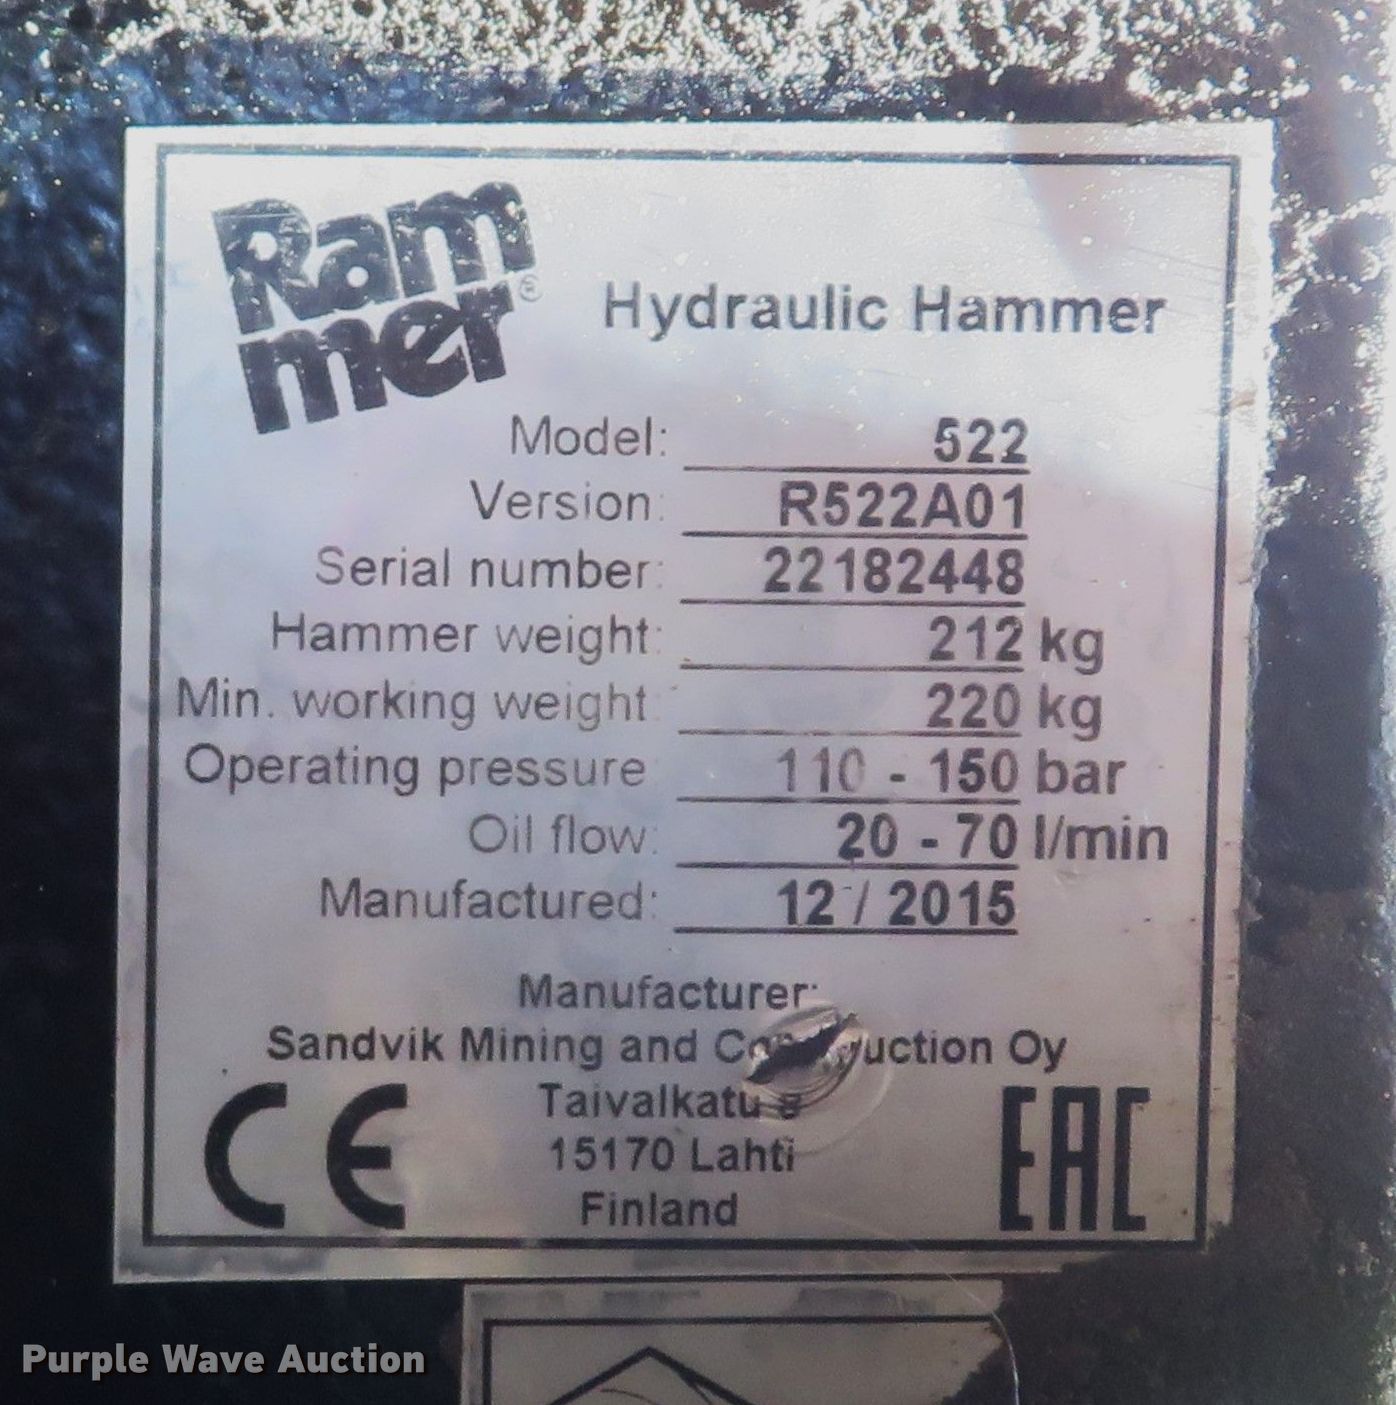 Ram
mer®
Hydraulic Hammer
Model: 522
Version: R522A01
Serial number: 22182448
Hammer weight: 212 kg
Min. working weight: 220 kg
Operating pressure: 110 - 150 bar
Oil flow: 20 - 70 l/min
Manufactured: 12 / 2015
Manufacturer:
Sandvik Mining and Construction Oy
Taivalkatu
15170 Lahti
Finland
CE
EAC
Purple Wave Auction